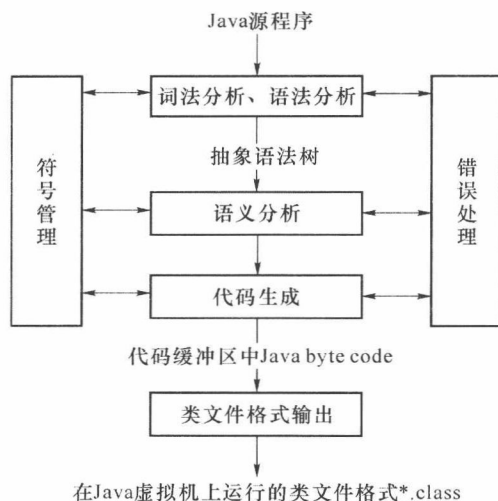 Java源程序
词法分析、语法分析
符号管理
错误处理
抽象语法树
语义分析
代码生成
代码缓冲区中Java byte code
类文件格式输出
在Java虚拟机上运行的类文件格式*.class